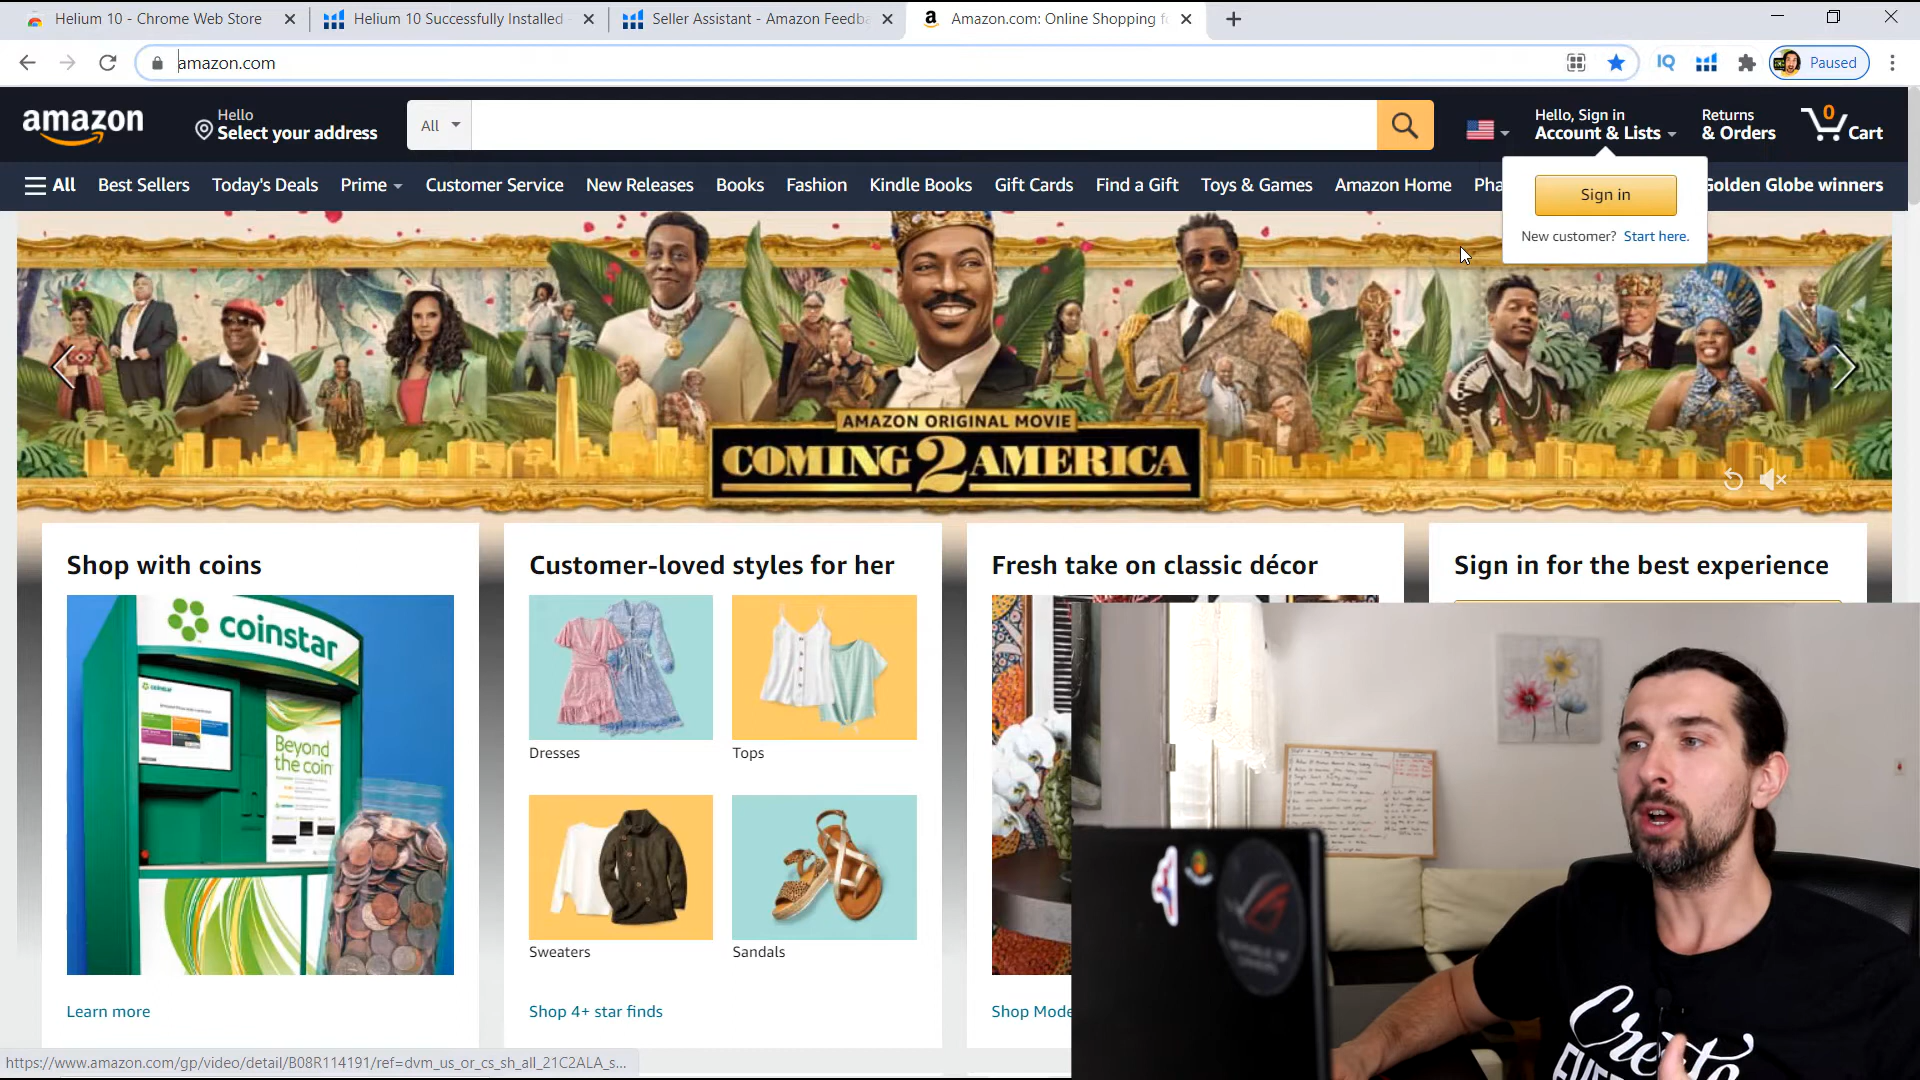 Helium 10 - Chrome Web Store
Helium 10 Successfully Installed
Seller Assistant - Amazon Feedba
Amazon.com: Online Shopping f
amazon.com
Paused
amazon
Hello
Select your address
All
Hello, Sign in
Account & Lists
Returns
& Orders
0
Cart
All
Best Sellers
Today's Deals
Prime
Customer Service
New Releases
Books
Fashion
Kindle Books
Gift Cards
Find a Gift
Toys & Games
Amazon Home
Pha
Golden Globe winners
Sign in
New customer? Start here.
AMAZON ORIGINAL MOVIE
COMING 2 AMERICA
Shop with coins
Customer-loved styles for her
Fresh take on classic décor
Sign in for the best experience
coinstar
coinstar
Beyond
the coin
Dresses
Tops
Sweaters
Sandals
Learn more
Shop 4+ star finds
Shop Mode
https://www.amazon.com/gp/video/detail/B08R114191/ref=dvm_us_or_cs_sh_all_21C2ALA_s...
Create